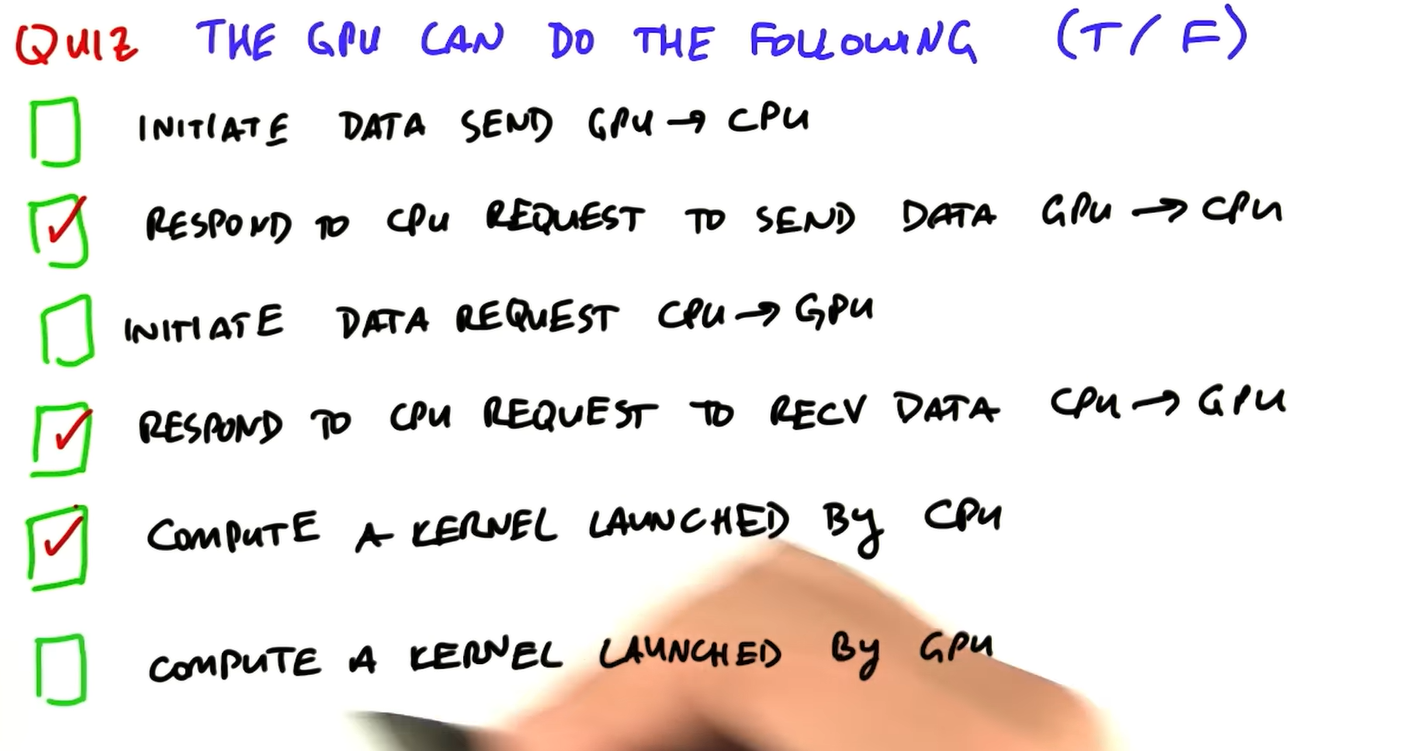 QUIZ THE GPU CAN DO THE FOLLOWING (T/F)
INITIATE DATA SEND GPU → CPU
RESPOND TO CPU REQUEST TO SEND DATA GPU → CPU
INITIATE DATA REQUEST CPU → GPU
RESPOND TO CPU REQUEST TO RECV DATA CPU → GPU
COMPUTE A KERNEL LAUNCHED By CPU
COMPUTE A KERNEL LAUNCHED By GPU